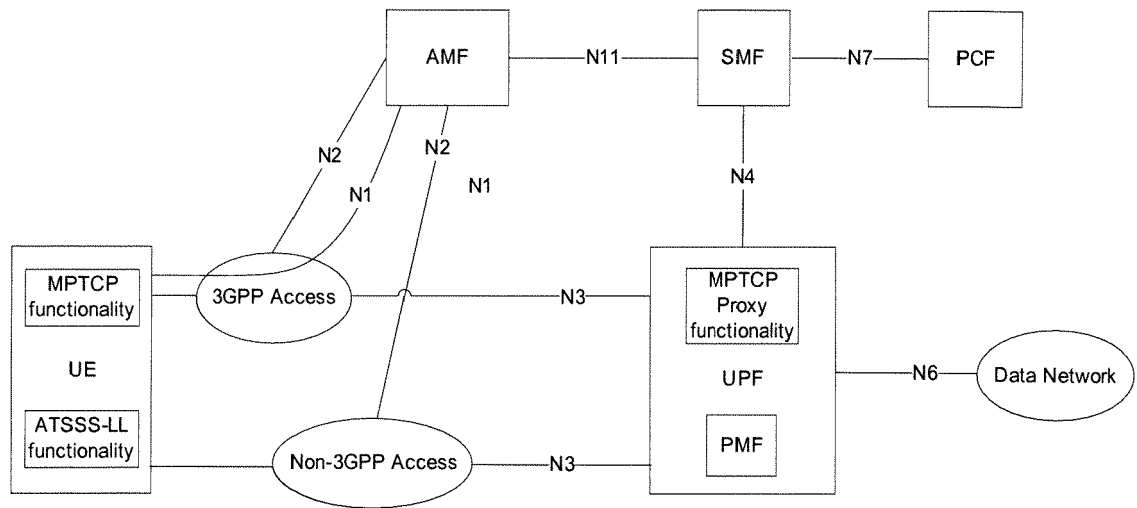 AMF
N11
SMF
N7
PCF
N2
N2
N1
N1
N4
MPTCP
functionality
3GPP Access
N3
MPTCP
Proxy
functionality
UE
UPF
N6
Data Network
ATSSS-LL
functionality
Non-3GPP Access
N3
PMF